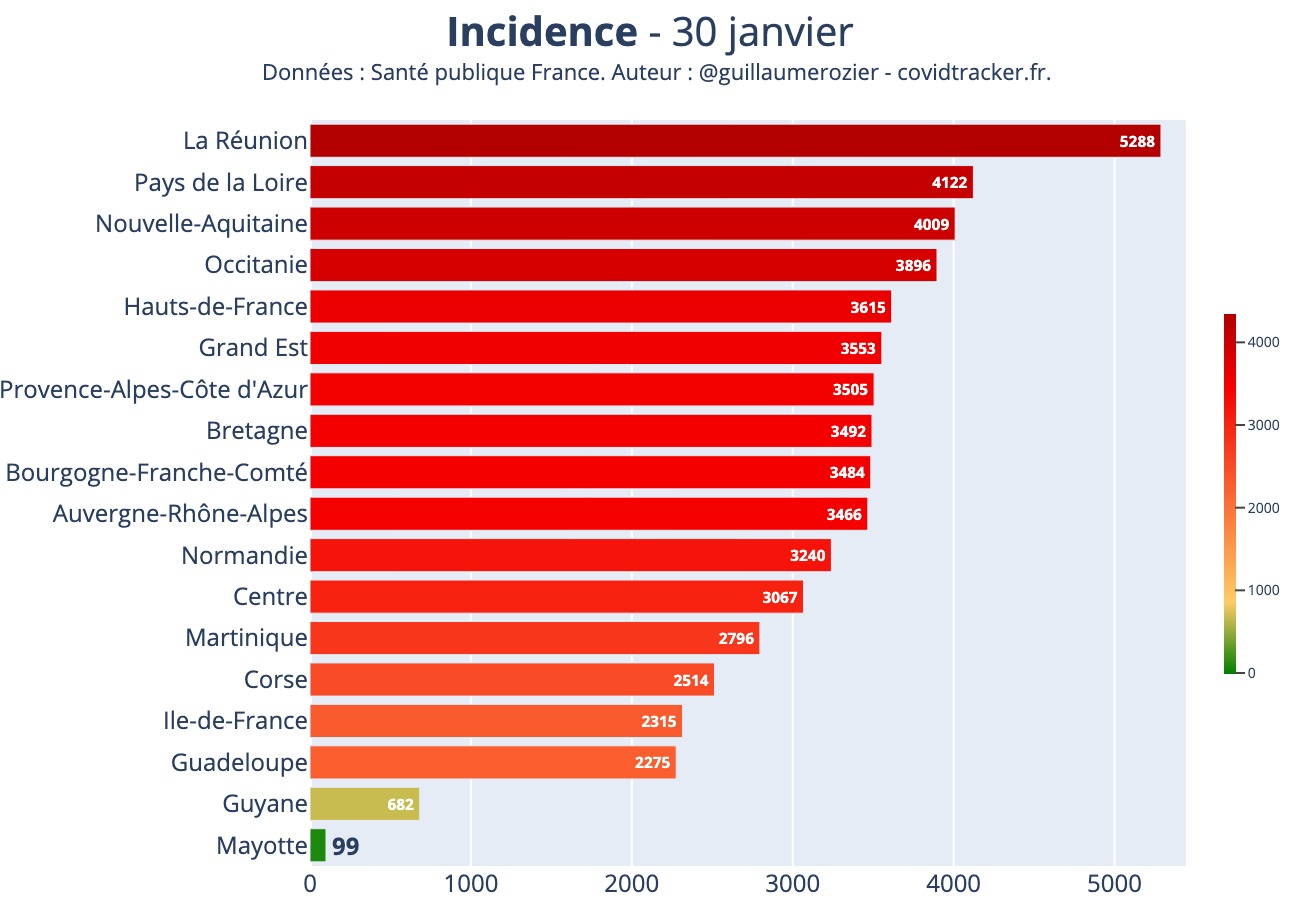 Incidence - 30 janvier
Données : Santé publique France. Auteur : @guillaumerozier - covidtracker.fr.
La Réunion 5288
Pays de la Loire 4122
Nouvelle-Aquitaine 4009
Occitanie 3896
Hauts-de-France 3615
Grand Est 3553
Provence-Alpes-Côte d'Azur 3505
Bretagne 3492
Bourgogne-Franche-Comté 3484
Auvergne-Rhône-Alpes 3466
Normandie 3240
Centre 3067
Martinique 2796
Corse 2514
Ile-de-France 2315
Guadeloupe 2275
Guyane 682
Mayotte 99
0 1000 2000 3000 4000 5000
4000
3000
2000
1000
0